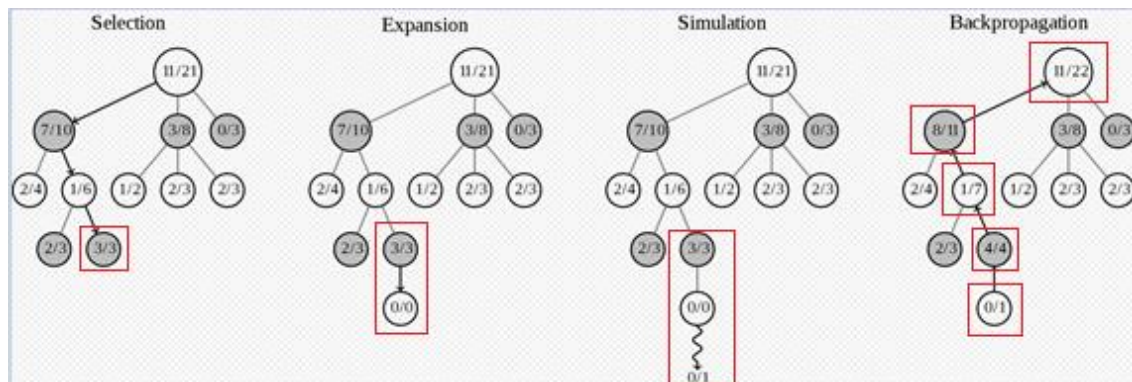 Selection Expansion Simulation Backpropagation
11/21 11/21 11/21 11/22
7/10 3/8 0/3 7/10 3/8 0/3 7/10 3/8 0/3 8/11 3/8 0/3
2/4 1/6 1/2 2/3 2/3 2/4 1/6 1/2 2/3 2/3 2/4 1/6 1/2 2/3 2/3 2/4 1/7 1/2 2/3 2/3
2/3 3/3 2/3 3/3 2/3 3/3 2/3 4/4
0/0 0/0 0/1
0/1